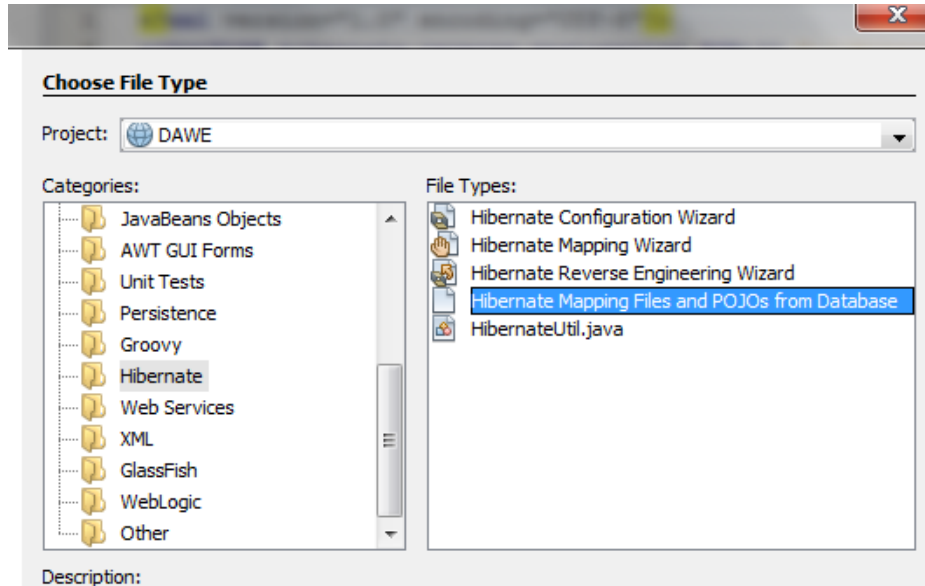 Choose File Type
Project: DAWE
Categories:
JavaBeans Objects
AWT GUI Forms
Unit Tests
Persistence
Groovy
Hibernate
Web Services
XML
GlassFish
WebLogic
Other
File Types:
Hibernate Configuration Wizard
Hibernate Mapping Wizard
Hibernate Reverse Engineering Wizard
Hibernate Mapping Files and POJOs from Database
HibernateUtil.java
Description: